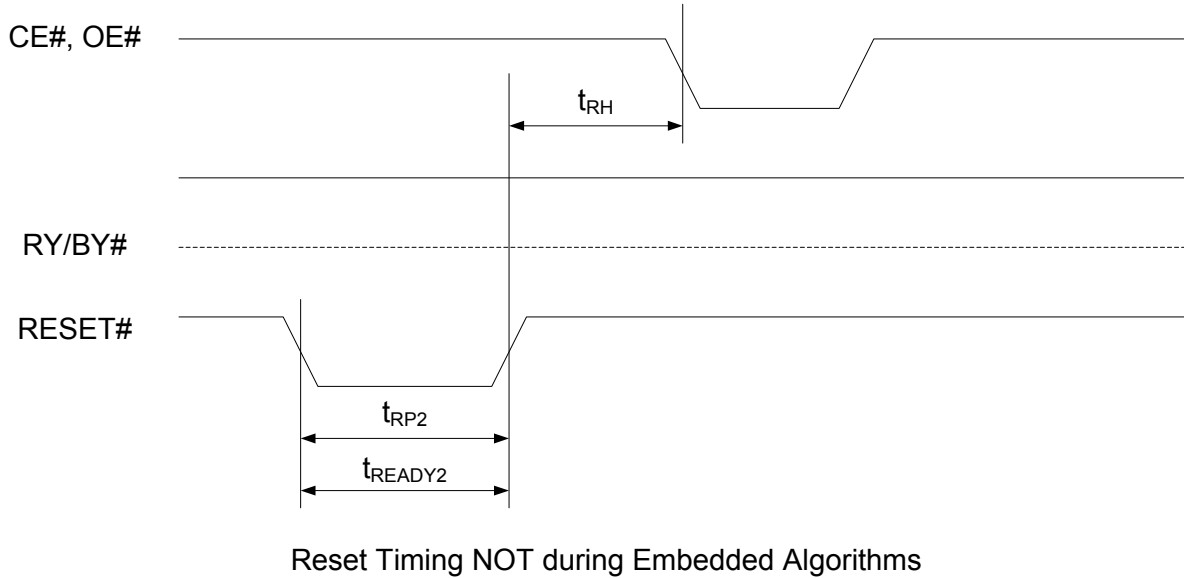 CE#, OE#
tRH
RY/BY#
RESET#
tRP2
tREADY2
Reset Timing NOT during Embedded Algorithms